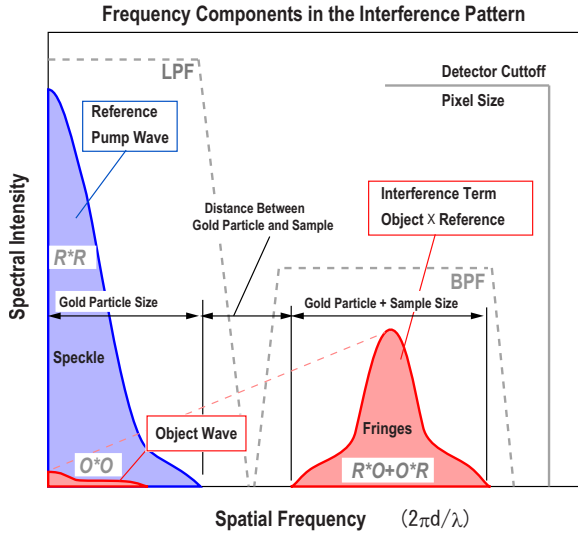 Frequency Components in the Interference Pattern
LPF
Detector Cuttoff
Pixel Size
Reference
Pump Wave
Interference Term
Object X Reference
Distance Between
Gold Particle and Sample
R*R
BPF
Gold Particle Size
Gold Particle + Sample Size
Speckle
Object Wave
Fringes
O*O
R*O+O*R
Spectral Intensity
Spatial Frequency (2πd/λ)